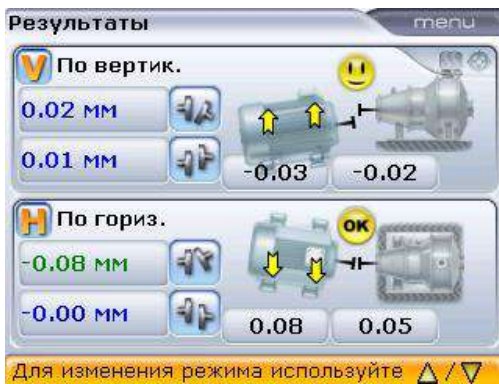 Результаты menu
V По вертик.
0.02 мм
0.01 мм
-0.03 -0.02
H По гориз.
OK
-0.08 мм
-0.00 мм
0.08 0.05
Для изменения режима используйте △/▽